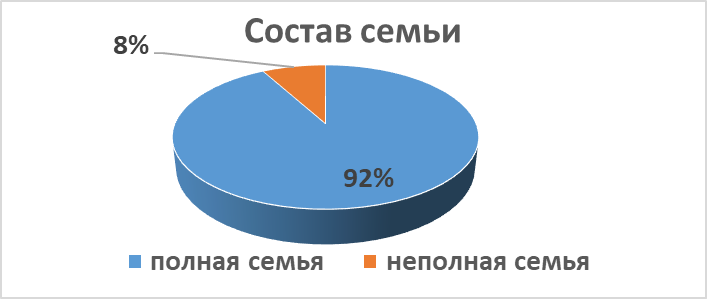 Состав семьи
8%
92%
полная семья
неполная семья